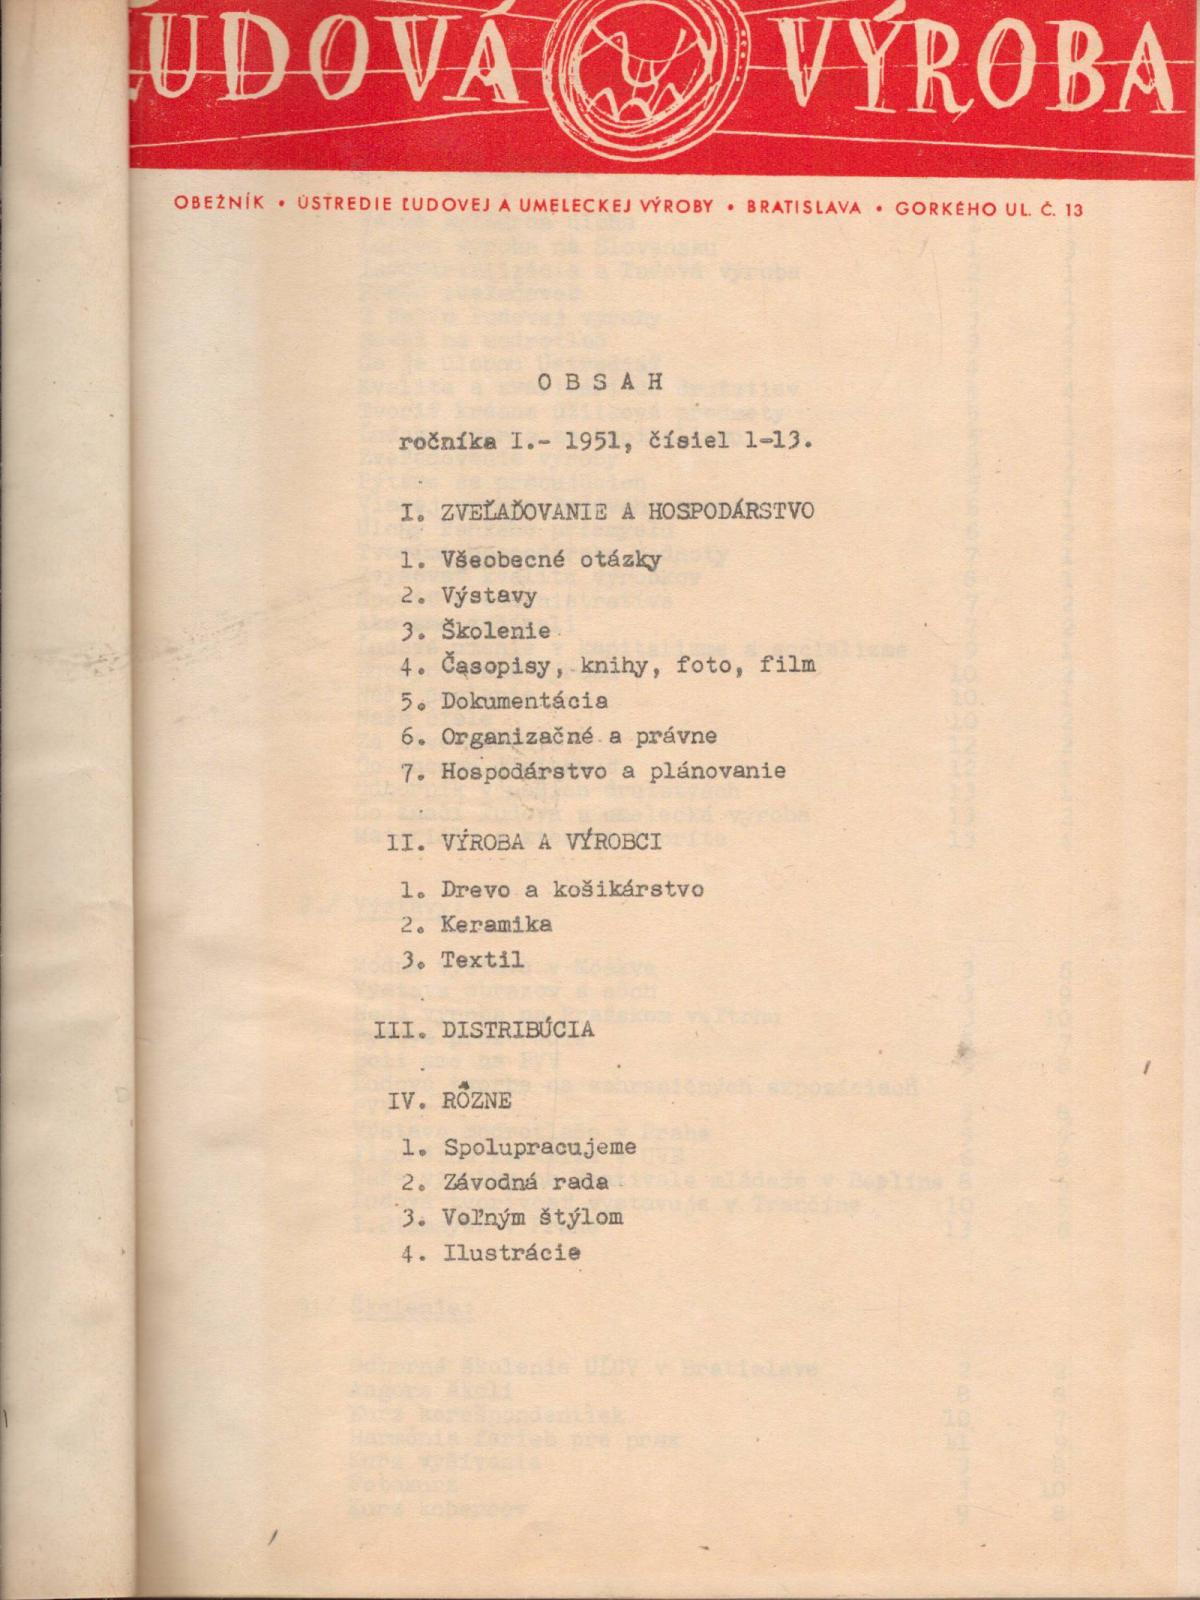 ĽUDOVÁ VÝROBA
OBEŽNÍK • ÚSTREDIE ĽUDOVEJ A UMELECKEJ VÝROBY • BRATISLAVA • GORKÉHO UL. Č. 13
O B S A H
ročníka I.- 1951, čísiel 1-13.
I. ZVEĽAĎOVANIE A HOSPODÁRSTVO
1. Všeobecné otázky
2. Výstavy
3. Školenie
4. Časopisy, knihy, foto, film
5. Dokumentácia
6. Organizačné a právne
7. Hospodárstvo a plánovanie
II. VÝROBA A VÝROBCI
1. Drevo a košikárstvo
2. Keramika
3. Textil
III. DISTRIBÚCIA
IV. RÔZNE
1. Spolupracujeme
2. Závodná rada
3. Voľným štýlom
4. Ilustrácie